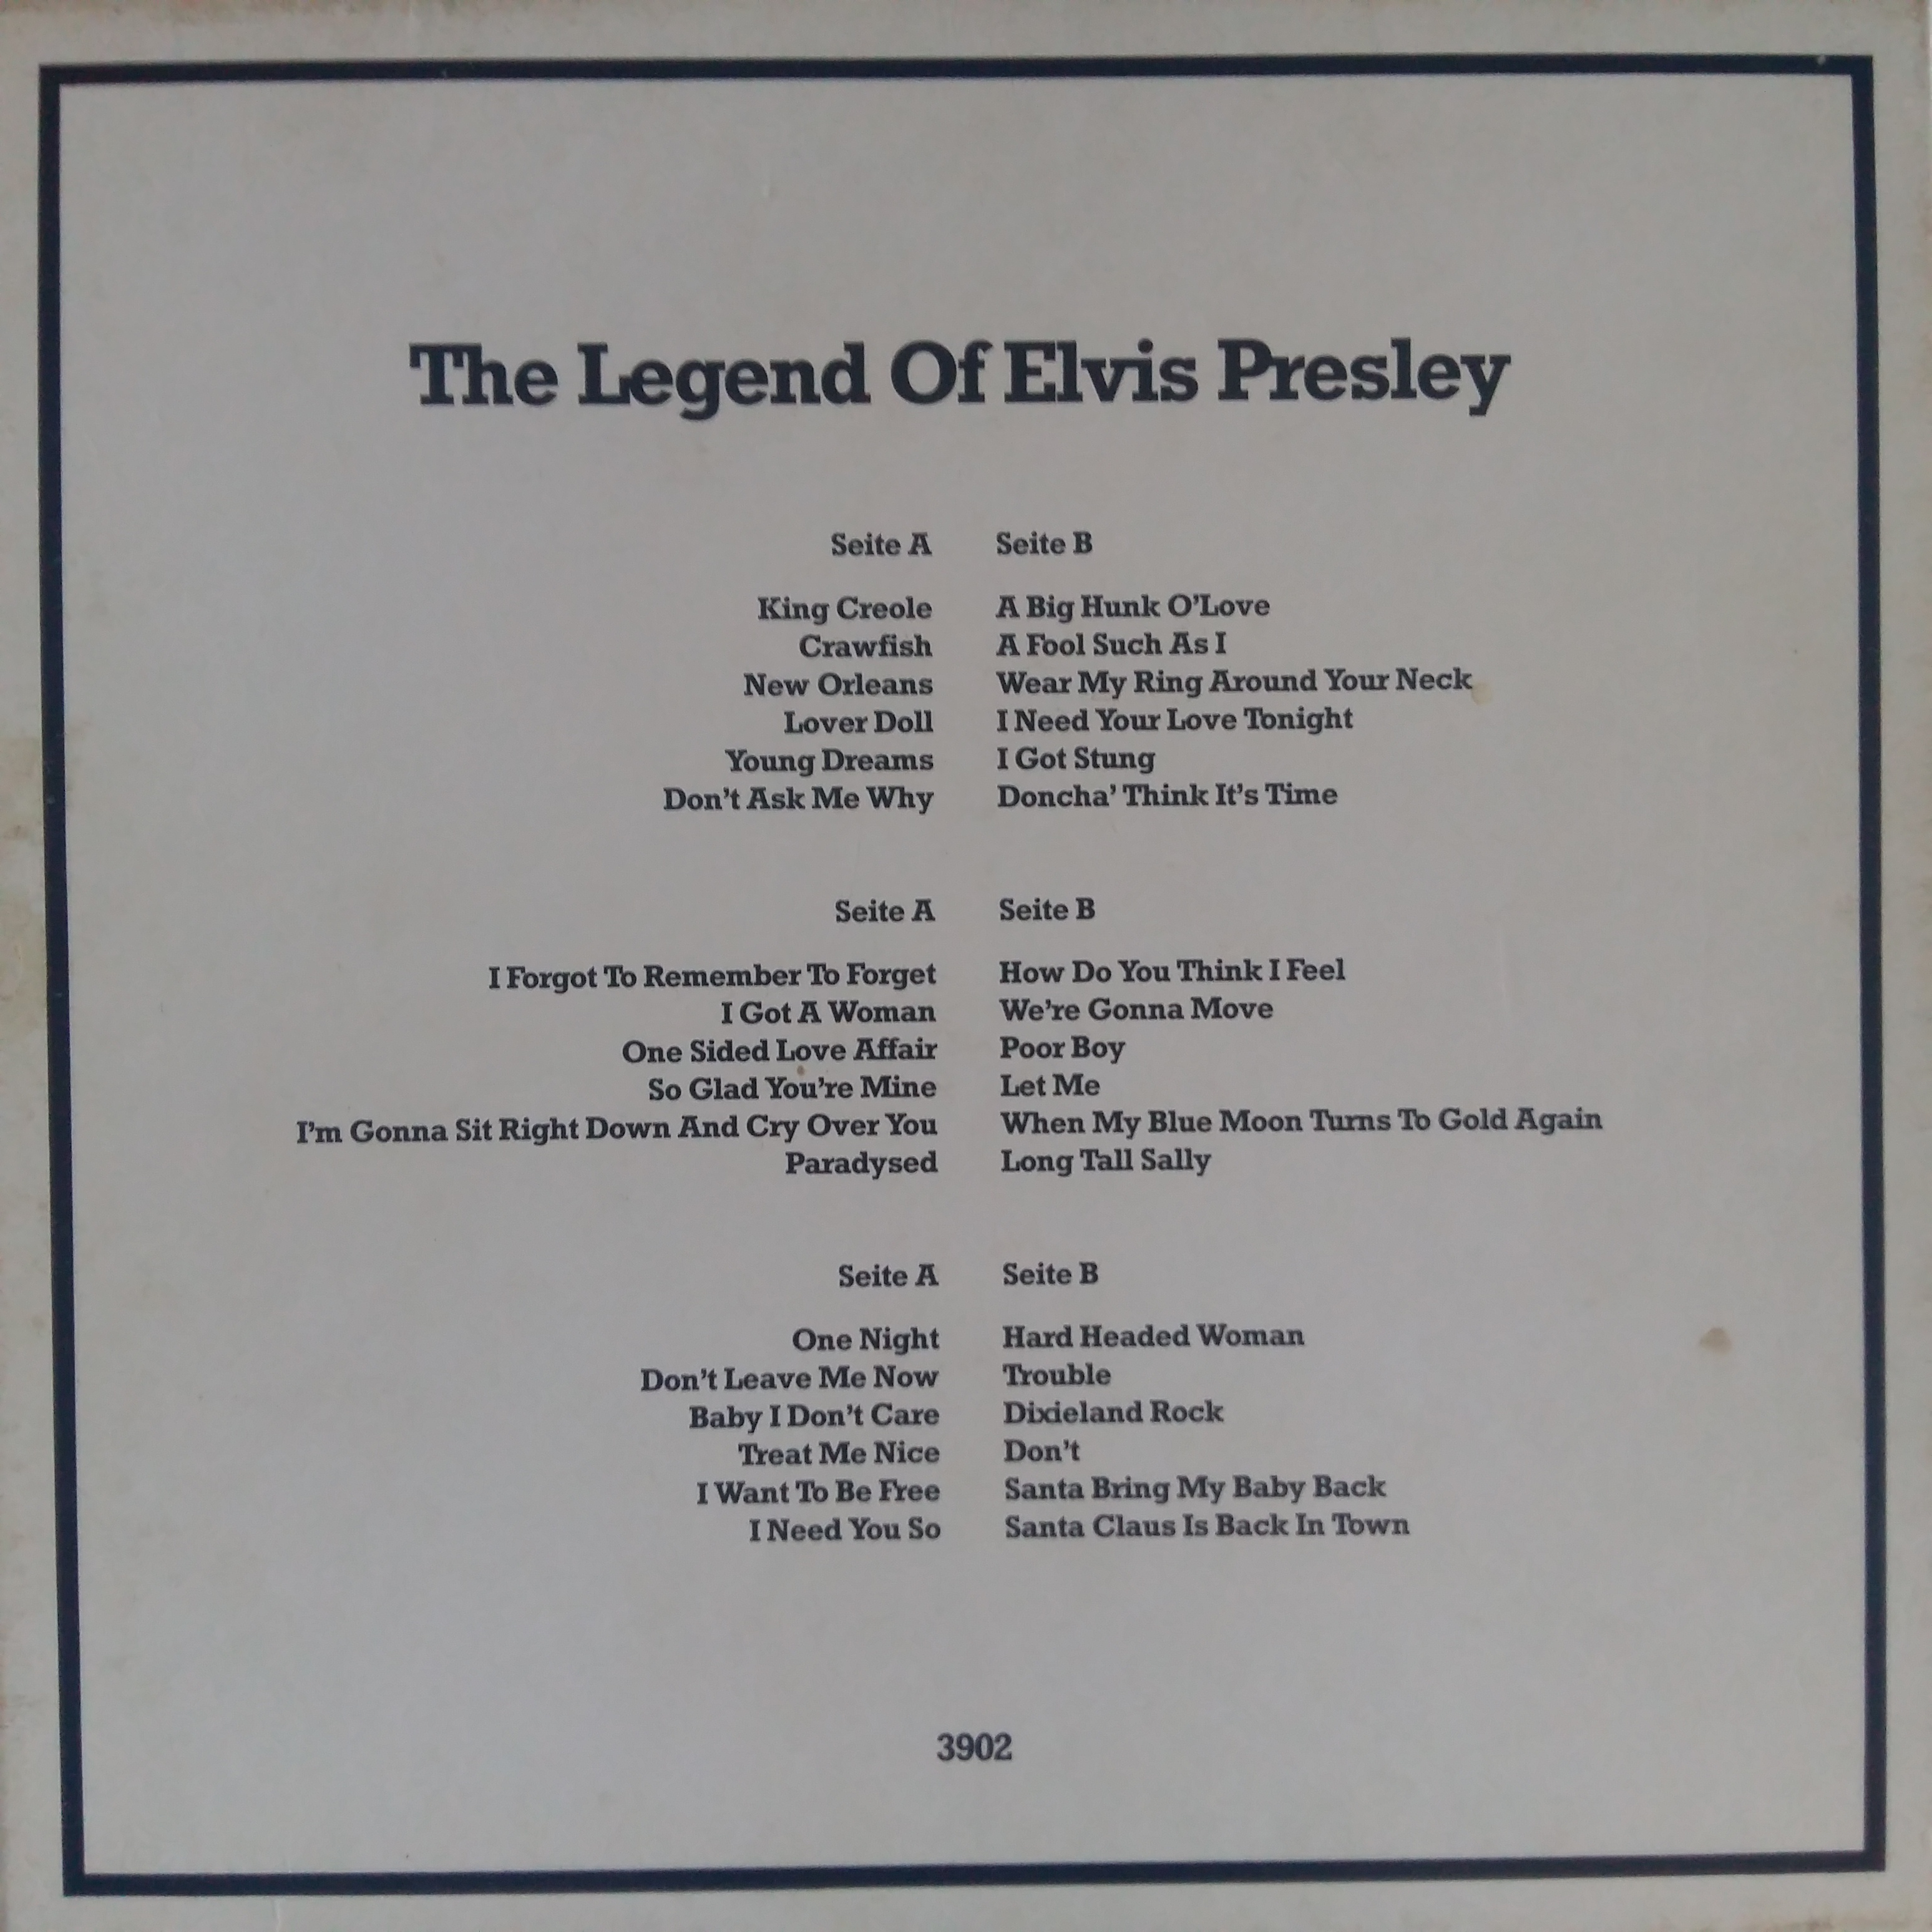 The Legend Of Elvis Presley
Seite A
King Creole
Crawfish
New Orleans
Lover Doll
Young Dreams
Don't Ask Me Why
Seite B
A Big Hunk O'Love
A Fool Such As I
Wear My Ring Around Your Neck
I Need Your Love Tonight
I Got Stung
Doncha' Think It's Time
Seite A
I Forgot To Remember To Forget
I Got A Woman
One Sided Love Affair
So Glad You're Mine
I'm Gonna Sit Right Down And Cry Over You
Paradysed
Seite B
How Do You Think I Feel
We're Gonna Move
Poor Boy
Let Me
When My Blue Moon Turns To Gold Again
Long Tall Sally
Seite A
One Night
Don't Leave Me Now
Baby I Don't Care
Treat Me Nice
I Want To Be Free
I Need You So
Seite B
Hard Headed Woman
Trouble
Dixieland Rock
Don't
Santa Bring My Baby Back
Santa Claus Is Back In Town
3902